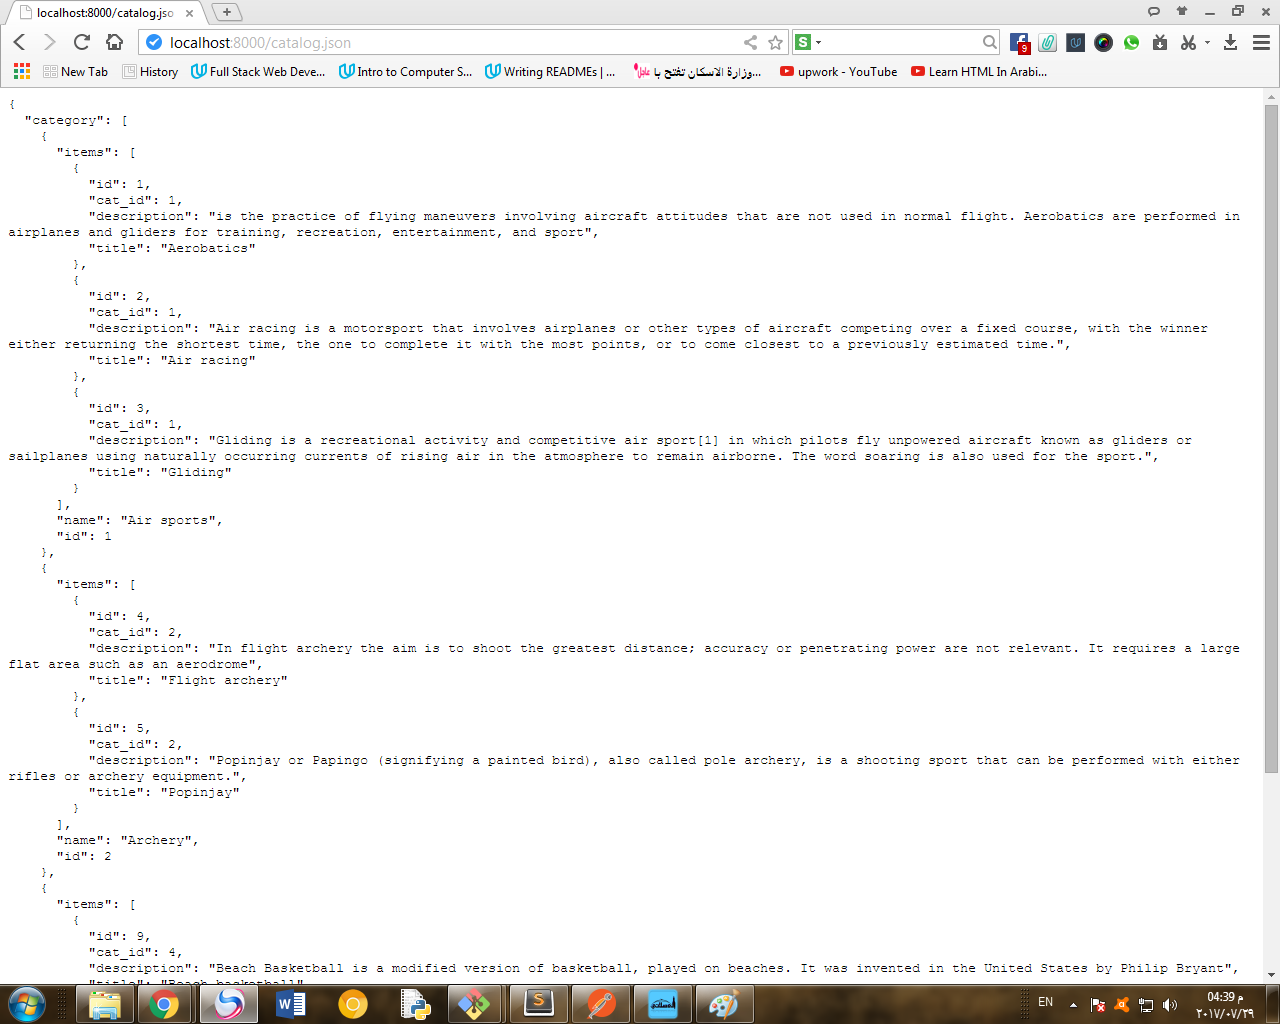 localhost:8000/catalog.jso
localhost:8000/catalog.json
S
9
New Tab
History
Full Stack Web Deve...
Intro to Computer S...
Writing READMEs | ...
وزارة الاسكان تفتح با...
عاجل
upwork - YouTube
Learn HTML In Arabi...
{
"category": [
{
"items": [
{
"id": 1,
"cat_id": 1,
"description": "is the practice of flying maneuvers involving aircraft attitudes that are not used in normal flight. Aerobatics are performed in
airplanes and gliders for training, recreation, entertainment, and sport",
"title": "Aerobatics"
},
{
"id": 2,
"cat_id": 1,
"description": "Air racing is a motorsport that involves airplanes or other types of aircraft competing over a fixed course, with the winner
either returning the shortest time, the one to complete it with the most points, or to come closest to a previously estimated time.",
"title": "Air racing"
},
{
"id": 3,
"cat_id": 1,
"description": "Gliding is a recreational activity and competitive air sport[1] in which pilots fly unpowered aircraft known as gliders or
sailplanes using naturally occurring currents of rising air in the atmosphere to remain airborne. The word soaring is also used for the sport.",
"title": "Gliding"
}
],
"name": "Air sports",
"id": 1
},
{
"items": [
{
"id": 4,
"cat_id": 2,
"description": "In flight archery the aim is to shoot the greatest distance; accuracy or penetrating power are not relevant. It requires a large
flat area such as an aerodrome",
"title": "Flight archery"
},
{
"id": 5,
"cat_id": 2,
"description": "Popinjay or Papingo (signifying a painted bird), also called pole archery, is a shooting sport that can be performed with either
rifles or archery equipment.",
"title": "Popinjay"
}
],
"name": "Archery",
"id": 2
},
{
"items": [
{
"id": 9,
"cat_id": 4,
"description": "Beach Basketball is a modified version of basketball, played on beaches. It was invented in the United States by Philip Bryant",
"title": "Beach basketball"
EN
04:39 م
٢٠١٧/٠٧/٢٩